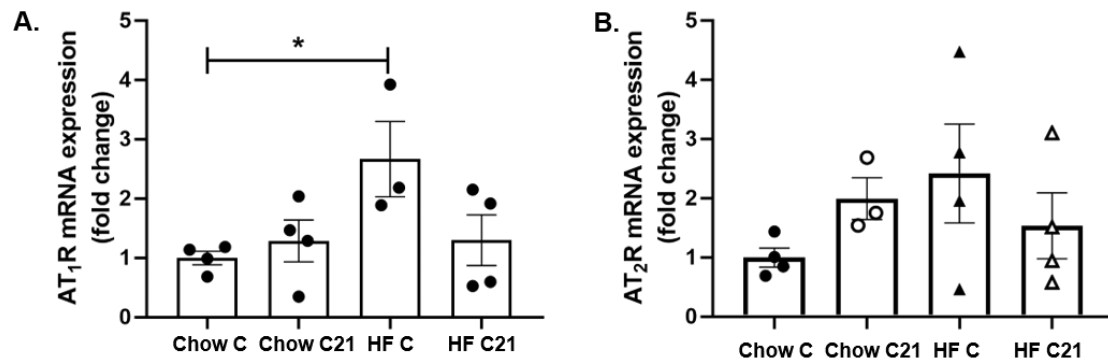 A.
AT₁R mRNA expression
(fold change)
5
4
3
2
1
0
*
Chow C Chow C21 HF C HF C21
B.
AT₂R mRNA expression
(fold change)
5
4
3
2
1
0
Chow C Chow C21 HF C HF C21